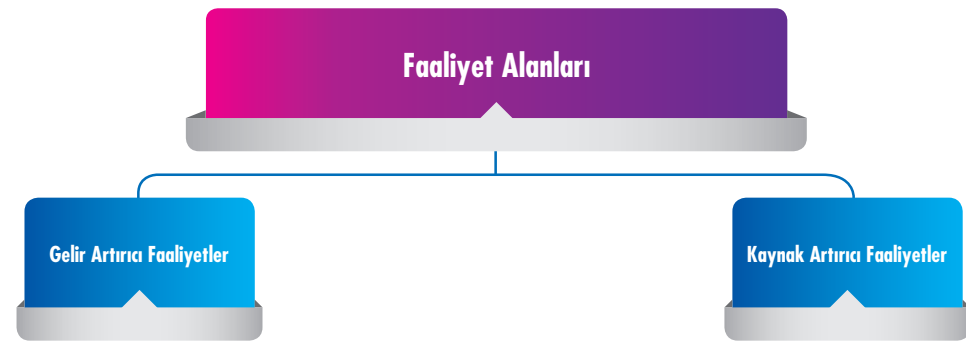 Faaliyet Alanları
Gelir Artırıcı Faaliyetler
Kaynak Artırıcı Faaliyetler